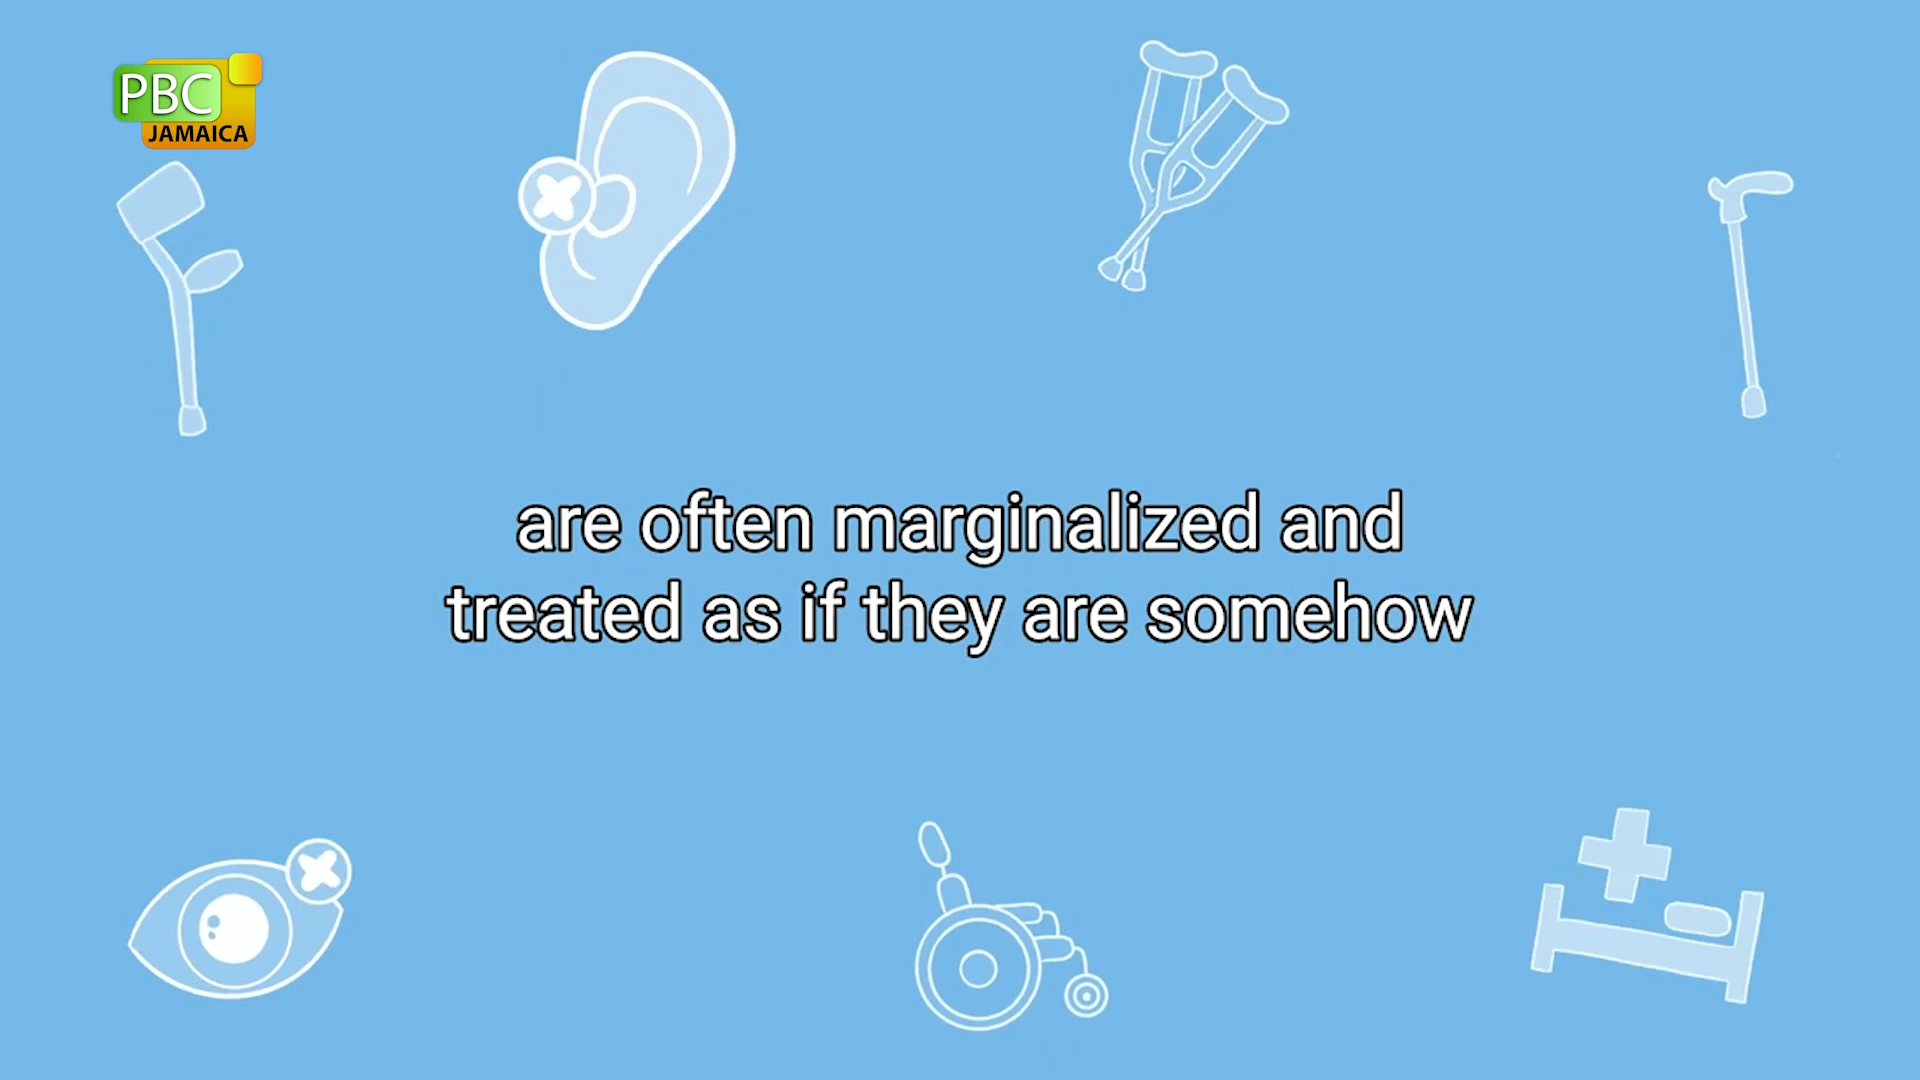 PBC
JAMAICA
are often marginalized and
treated as if they are somehow